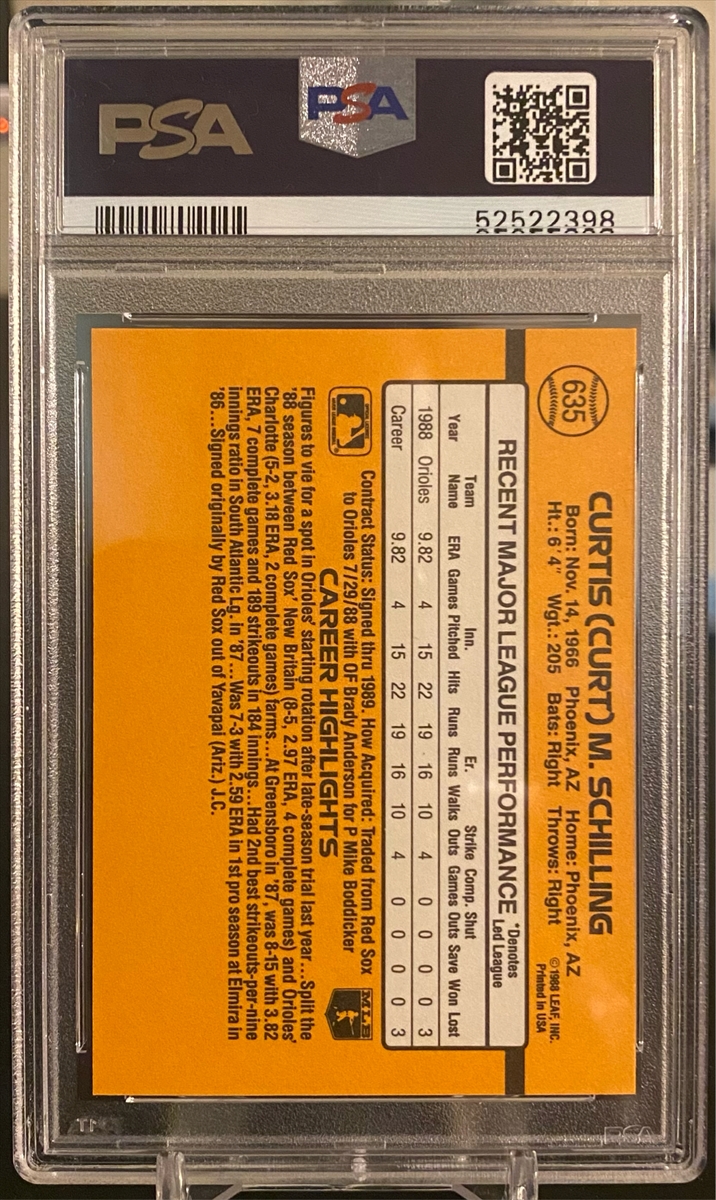 PSA
PSA
52522398
635
CURTIS (CURT) M. SCHILLING
Born: Nov. 14, 1966 Phoenix, AZ Home: Phoenix, AZ
Ht.: 6' 4" Wgt.: 205 Bats: Right Throws: Right
©1988 LEAF, INC.
Printed in USA
RECENT MAJOR LEAGUE PERFORMANCE *Denotes
Led League
Team Inn. Er. Strike Comp. Shut
Year Name ERA Games Pitched Hits Runs Runs Walks Outs Games Outs Save Won Lost
1988 Orioles 9.82 4 15 22 19 16 10 4 0 0 0 0 3
Career 9.82 4 15 22 19 16 10 4 0 0 0 0 3
Contract Status: Signed thru 1989. How Acquired: Traded from Red Sox
to Orioles 7/29/88 with OF Brady Anderson for P Mike Boddicker
MLB
CAREER HIGHLIGHTS
Figures to vie for a spot in Orioles' starting rotation after late-season trial last year...Split the
'88 season between Red Sox' New Britain (8-5, 2.97 ERA, 4 complete games) and Orioles'
Charlotte (5-2, 3.18 ERA, 2 complete games) farms...At Greensboro in '87, was 8-15 with 3.82
ERA, 7 complete games and 189 strikeouts in 184 innings...Had 2nd best strikeouts-per-nine
innings ratio in South Atlantic Lg. in '87...Was 7-3 with 2.59 ERA in 1st pro season at Elmira in
'86...Signed originally by Red Sox out of Yavapai (Ariz.) J.C.
PSA